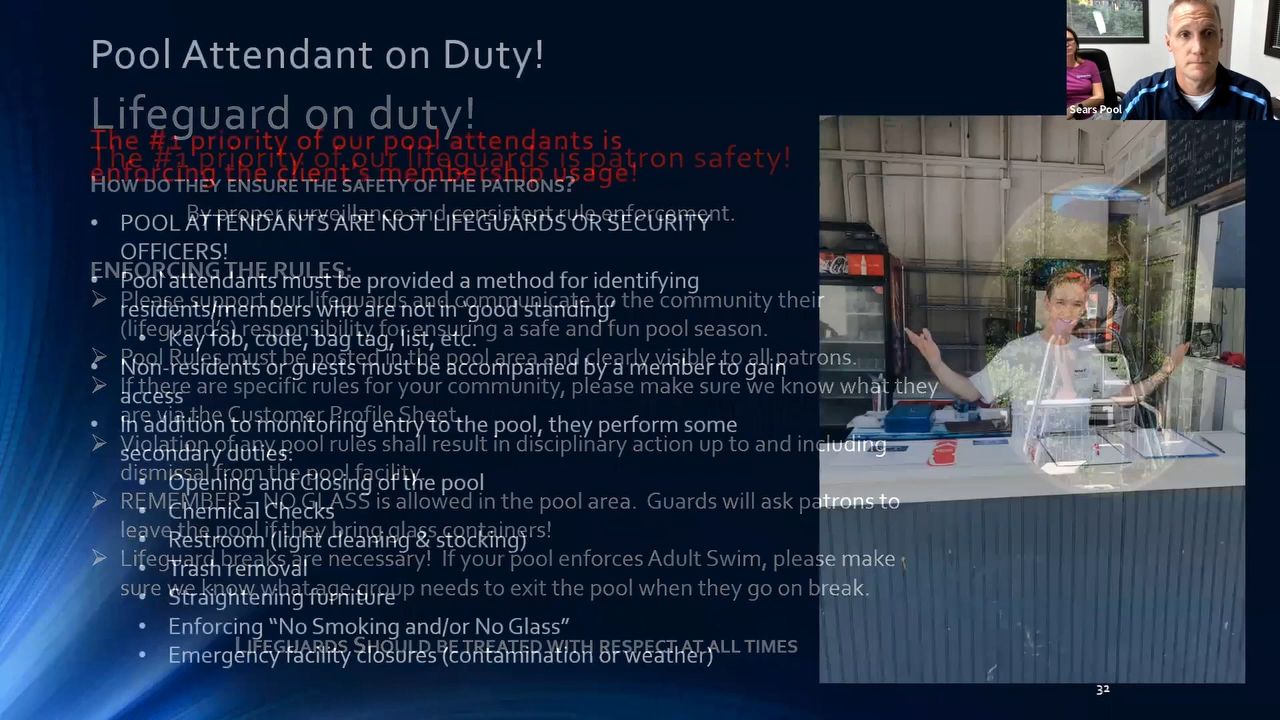 Pool Attendant on Duty!
Lifeguard on duty!
The #1 priority of our pool attendants is
enforcing the client's membership usage!
The #1 priority of our lifeguards is patron safety!
HOW DO THEY ENSURE THE SAFETY OF THE PATRONS?
By proper surveillance and consistent rule enforcement.
• POOL ATTENDANTS ARE NOT LIFEGUARDS OR SECURITY
OFFICERS!
ENFORCING THE RULES:
• Pool attendants must be provided a method for identifying
residents/members who are not in 'good standing'
➢ Please support our lifeguards and communicate to the community their
(lifeguards) responsibility for ensuring a safe and fun pool season.
• Key fob, code, bag tag, list, etc.
➢ Pool Rules must be posted in the pool area and clearly visible to all patrons.
• Non-residents or guests must be accompanied by a member to gain
access
➢ If there are specific rules for your community, please make sure we know what they
are via the Customer Profile Sheet.
• In addition to monitoring entry to the pool, they perform some
secondary duties:
➢ Violation of any pool rules shall result in disciplinary action up to and including
dismissal from the pool facility.
• Opening and Closing of the pool
➢ REMEMBER – NO GLASS is allowed in the pool area. Guards will ask patrons to
leave the pool if they bring glass containers!
• Chemical Checks
• Restroom (light cleaning & stocking)
➢ Lifeguard breaks are necessary! If your pool enforces Adult Swim, please make
sure we know what age group needs to exit the pool when they go on break.
• Trash removal
• Straightening furniture
• Enforcing “No Smoking and/or No Glass”
LIFEGUARDS SHOULD BE TREATED WITH RESPECT AT ALL TIMES
• Emergency facility closures (contamination or weather)
Sears Pool
Coca-Cola
32